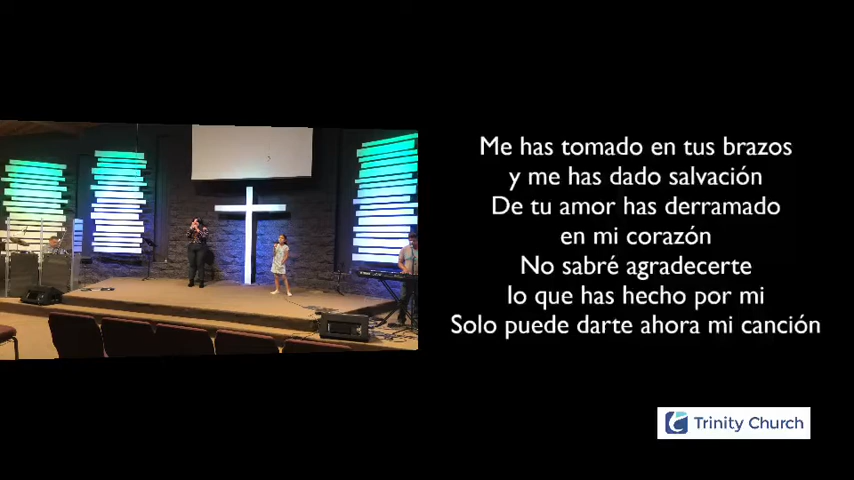 Me has tomado en tus brazos
y me has dado salvación
De tu amor has derramado
en mi corazón
No sabré agradecerte
lo que has hecho por mi
Solo puede darte ahora mi canción
Trinity Church